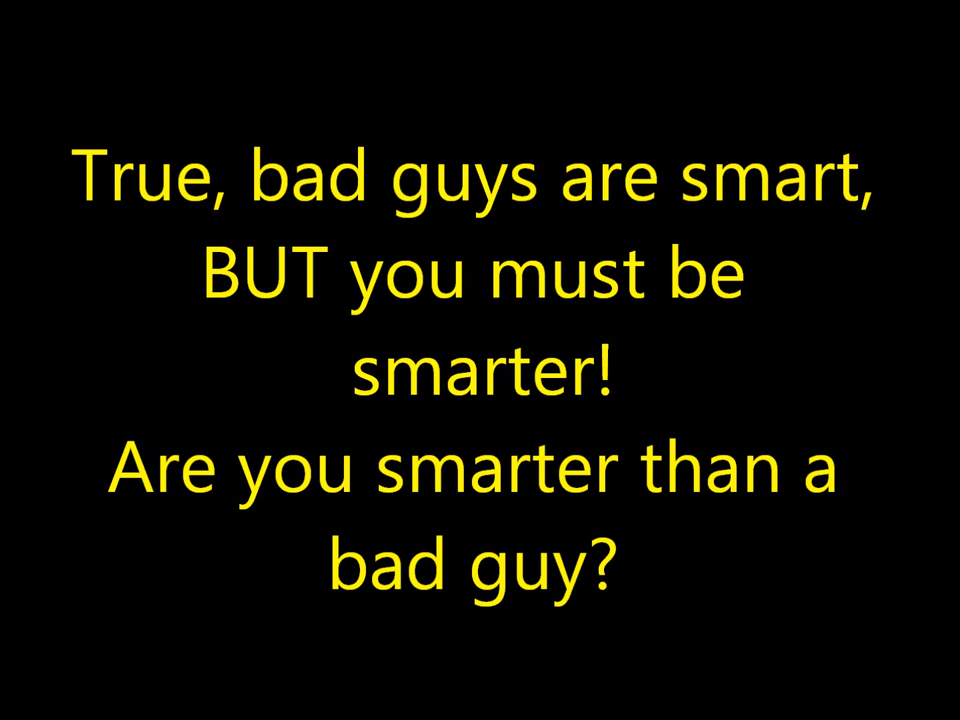 True, bad guys are smart,
BUT you must be
smarter!
Are you smarter than a
bad guy?